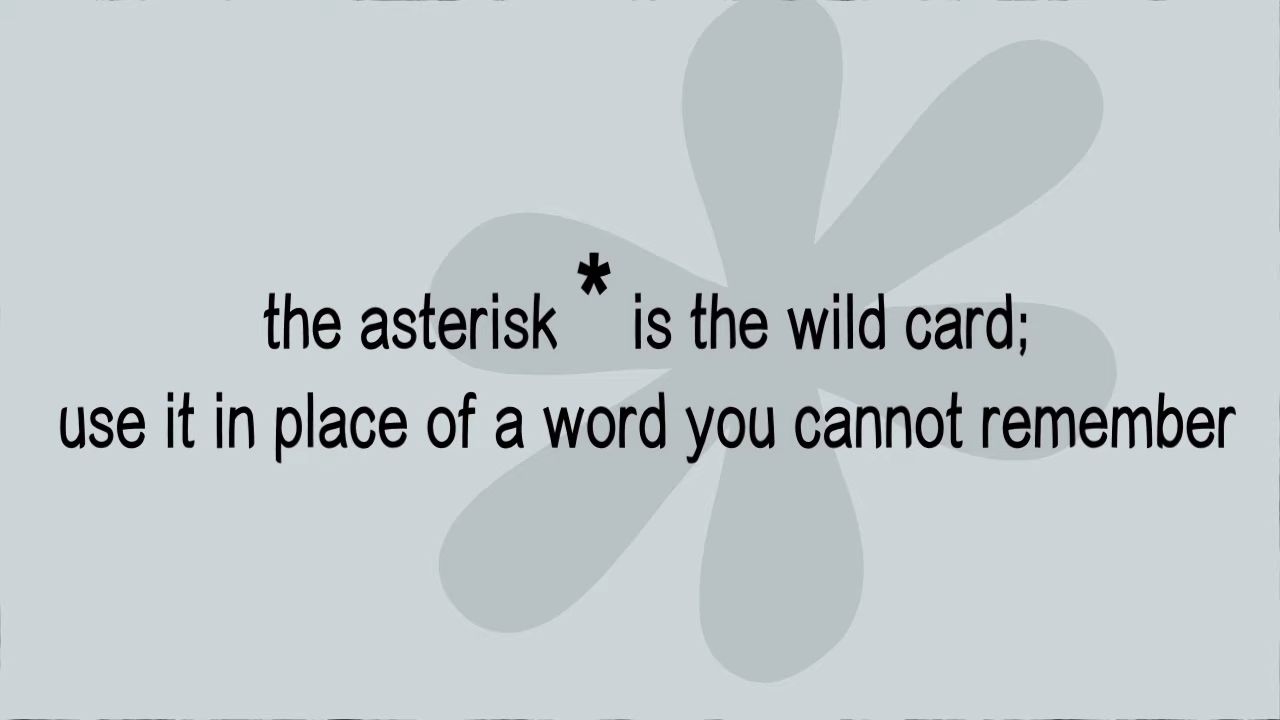 the asterisk * is the wild card;
use it in place of a word you cannot remember